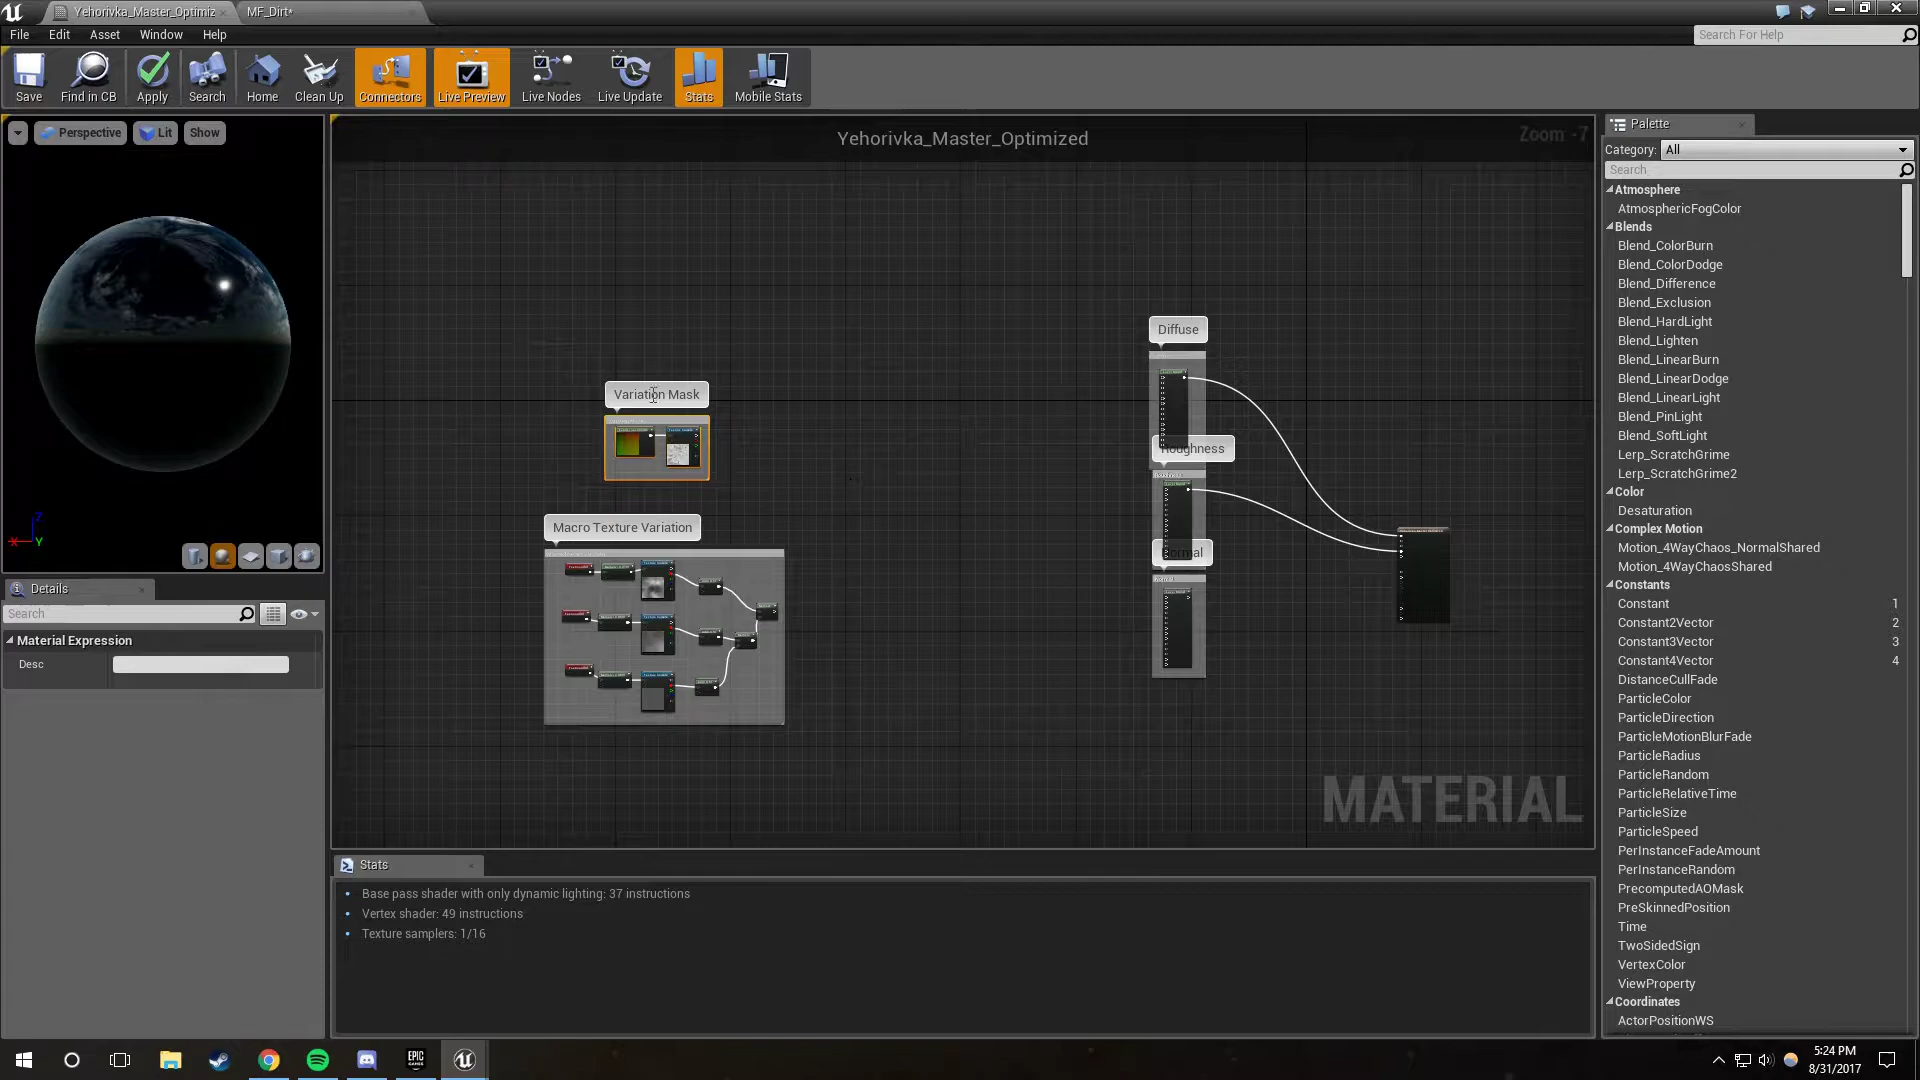 Yehorivka_Master_Optimiz
MF_Dirt*
File
Edit
Asset
Window
Help
Search For Help
Save
Find in CB
Apply
Search
Home
Clean Up
Connectors
Live Preview
Live Nodes
Live Update
Stats
Mobile Stats
Perspective
Lit
Show
Yehorivka_Master_Optimized
Zoom -7
Palette
Category:
All
Search
Atmosphere
AtmosphericFogColor
Blends
Blend_ColorBurn
Blend_ColorDodge
Blend_Difference
Blend_Exclusion
Blend_HardLight
Blend_Lighten
Blend_LinearBurn
Blend_LinearDodge
Blend_LinearLight
Blend_PinLight
Blend_SoftLight
Lerp_ScratchGrime
Lerp_ScratchGrime2
Color
Desaturation
Complex Motion
Motion_4WayChaos_NormalShared
Motion_4WayChaosShared
Constants
Constant 1
Constant2Vector 2
Constant3Vector 3
Constant4Vector 4
DistanceCullFade
ParticleColor
ParticleDirection
ParticleMotionBlurFade
ParticleRadius
ParticleRandom
ParticleRelativeTime
ParticleSize
ParticleSpeed
PerInstanceFadeAmount
PerInstanceRandom
PrecomputedAOMask
PreSkinnedPosition
Time
TwoSidedSign
VertexColor
ViewProperty
Coordinates
ActorPositionWS
Diffuse
Variation Mask
Roughness
Macro Texture Variation
Normal
MATERIAL
X
Y
Z
Details
Search
Material Expression
Desc
Stats
Base pass shader with only dynamic lighting: 37 instructions
Vertex shader: 49 instructions
Texture samplers: 1/16
EPIC
GAMES
5:24 PM
8/31/2017